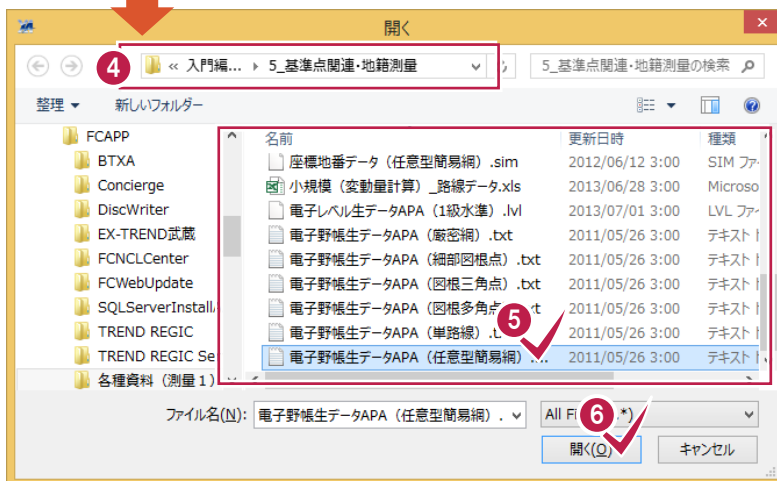 開く
4
« 入門編... 5_基準点関連・地籍測量
5_基準点関連・地籍測量の検索
整理 新しいフォルダー
FCAPP
BTXA
Concierge
DiscWriter
EX-TREND武蔵
FCNCLCenter
FCWebUpdate
SQLServerInstall
TREND REGIC
TREND REGIC Se
各種資料（測量１）
名前 更新日時 種類
座標地番データ（任意型簡易網）.sim 2012/06/12 3:00 SIM ファ
小規模（変動量計算）_路線データ.xls 2013/06/28 3:00 Microso
電子レベル生データAPA（1級水準）.lvl 2013/07/01 3:00 LVL ファ
電子野帳生データAPA（厳密網）.txt 2011/05/26 3:00 テキスト
電子野帳生データAPA（細部図根点）.txt 2011/05/26 3:00 テキスト
電子野帳生データAPA（図根三角点）.txt 2011/05/26 3:00 テキスト
電子野帳生データAPA（図根多角点 t 2011/05/26 3:00 テキスト
電子野帳生データAPA（単路線）.t 2011/05/26 3:00 テキスト
電子野帳生データAPA（任意型簡易網） 2011/05/26 3:00 テキスト
5
ファイル名(N): 電子野帳生データAPA（任意型簡易網）.
All Fi .*)
6
開く(O) キャンセル